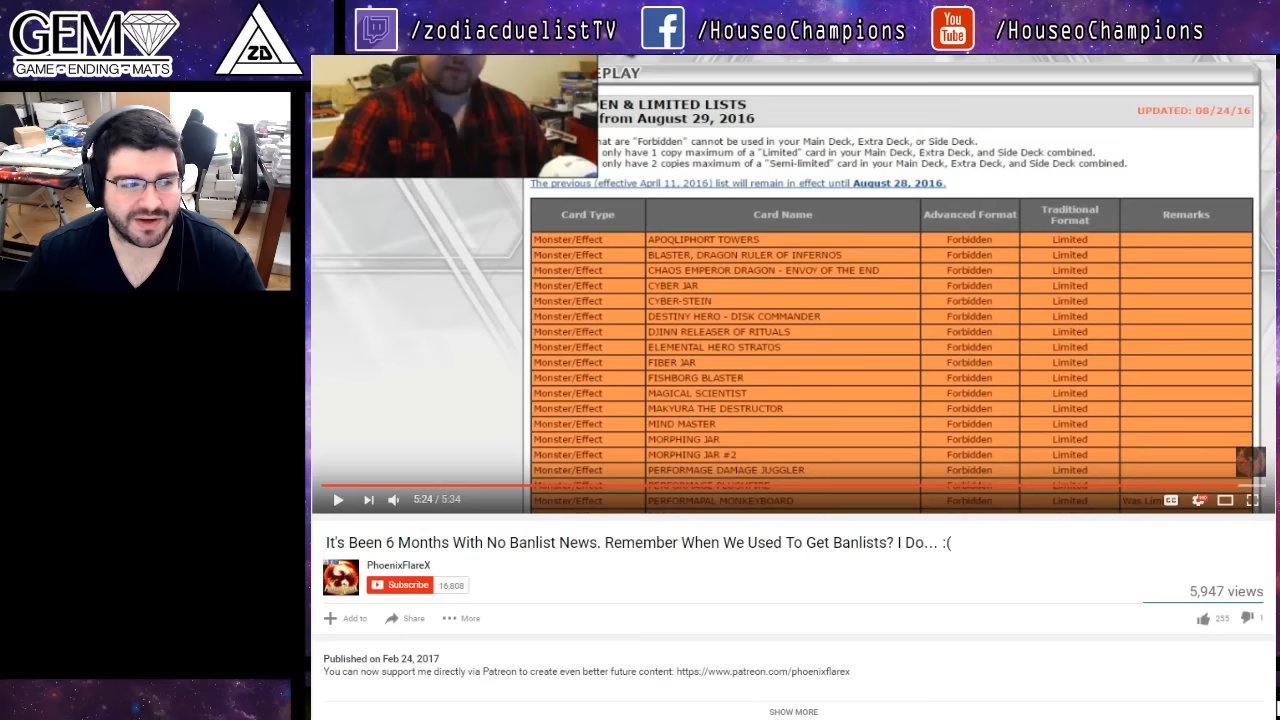 GEM
GAME - ENDING - MATS
ZD
/zodiacduelistTV
/HouseoChampions
You Tube
/HouseoChampions
EPLAY
EN & LIMITED LISTS
from August 29, 2016
UPDATED: 08/24/16
hat are "Forbidden" cannot be used in your Main Deck, Extra Deck, or Side Deck.
only have 1 copy maximum of a "Limited" card in your Main Deck, Extra Deck, and Side Deck combined.
only have 2 copies maximum of a "Semi-limited" card in your Main Deck, Extra Deck, and Side Deck combined.
The previous (effective April 11, 2016) list will remain in effect until August 28, 2016.
Card Type Card Name Advanced Format Traditional Format Remarks
Monster/Effect APOQLIPHORT TOWERS Forbidden Limited
Monster/Effect BLASTER, DRAGON RULER OF INFERNOS Forbidden Limited
Monster/Effect CHAOS EMPEROR DRAGON - ENVOY OF THE END Forbidden Limited
Monster/Effect CYBER JAR Forbidden Limited
Monster/Effect CYBER-STEIN Forbidden Limited
Monster/Effect DESTINY HERO - DISK COMMANDER Forbidden Limited
Monster/Effect DJINN RELEASER OF RITUALS Forbidden Limited
Monster/Effect ELEMENTAL HERO STRATOS Forbidden Limited
Monster/Effect FIBER JAR Forbidden Limited
Monster/Effect FISHBORG BLASTER Forbidden Limited
Monster/Effect MAGICAL SCIENTIST Forbidden Limited
Monster/Effect MAKYURA THE DESTRUCTOR Forbidden Limited
Monster/Effect MIND MASTER Forbidden Limited
Monster/Effect MORPHING JAR Forbidden Limited
Monster/Effect MORPHING JAR #2 Forbidden Limited
Monster/Effect PERFORMAGE DAMAGE JUGGLER Forbidden Limited
Monster/Effect PERFORMAGE PLUSHFIRE Forbidden Limited
Monster/Effect PERFORMAPAL MONKEYBOARD Forbidden Limited Was Lim
5:24 / 5:34
CC
HD
It's Been 6 Months With No Banlist News. Remember When We Used To Get Banlists? I Do... :(
PhoenixFlareX
Subscribe 16,808
5,947 views
Add to Share More
255 1
Published on Feb 24, 2017
You can now support me directly via Patreon to create even better future content: https://www.patreon.com/phoenixflarex
SHOW MORE